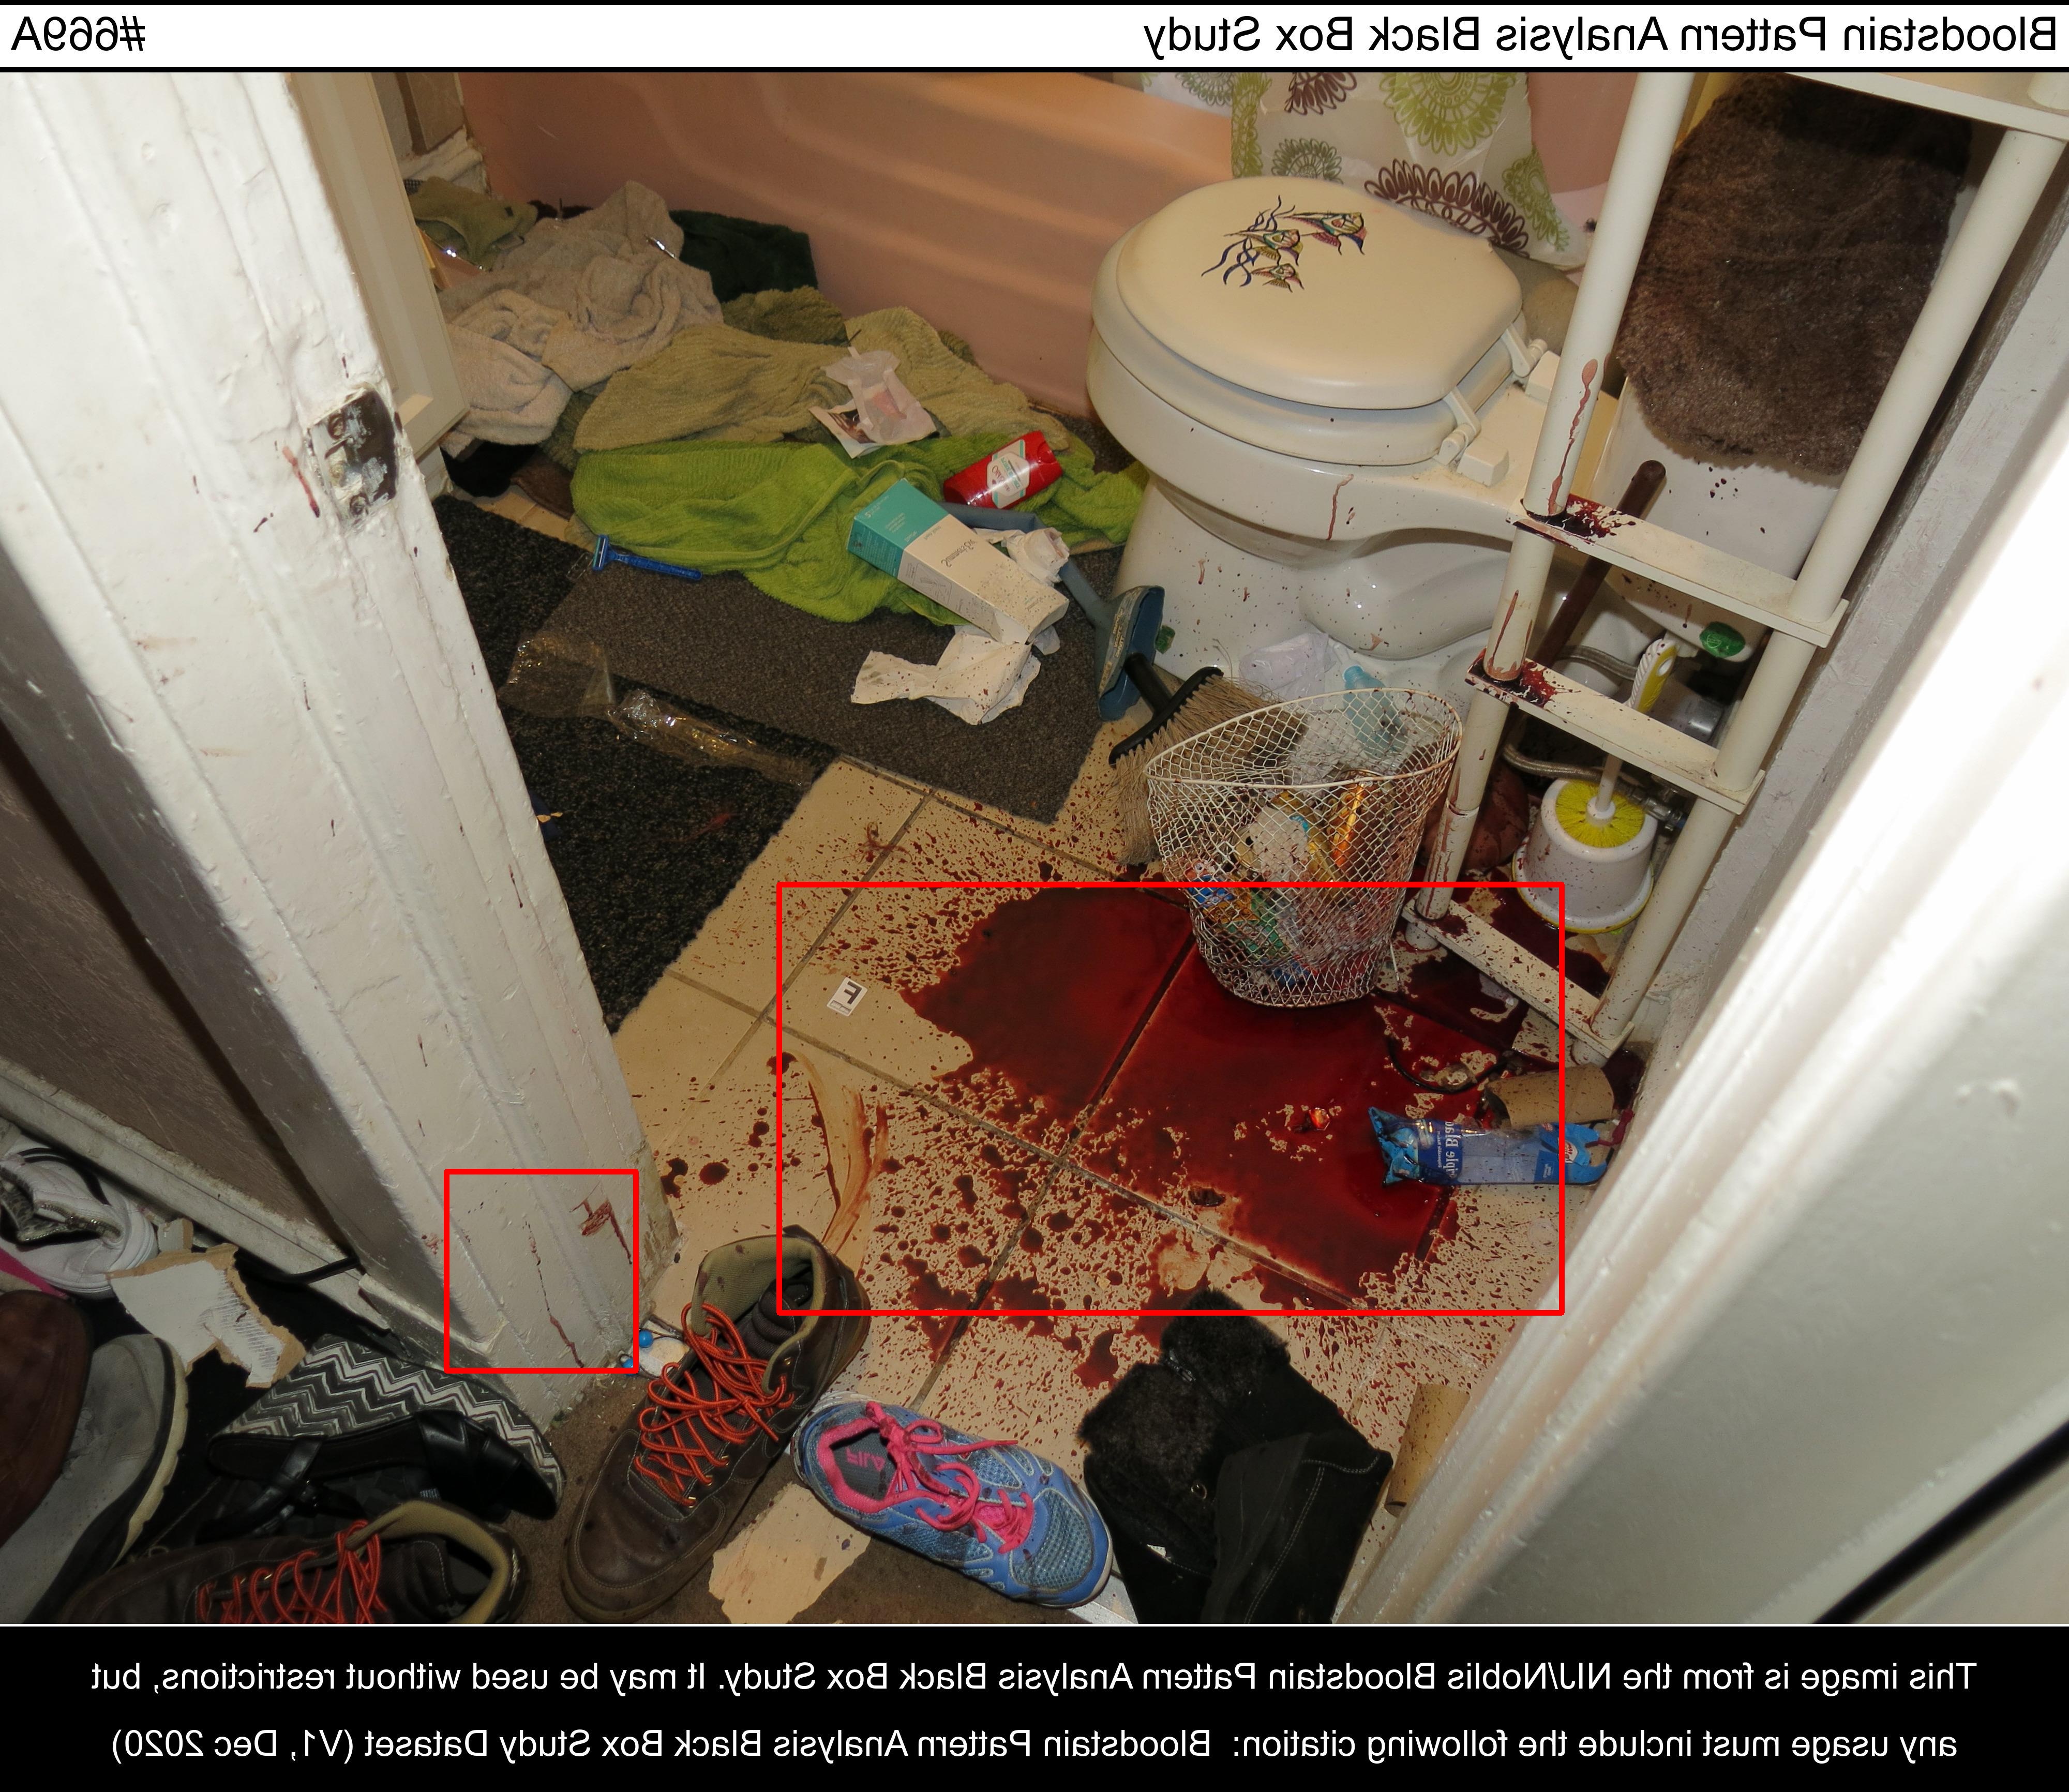 Bloodstain Pattern Analysis Black Box Study #669A
F
This image is from the NIJ/Noblis Bloodstain Pattern Analysis Black Box Study. It may be used without restrictions, but
any usage must include the following citation: Bloodstain Pattern Analysis Black Box Study Dataset (V1, Dec 2020)